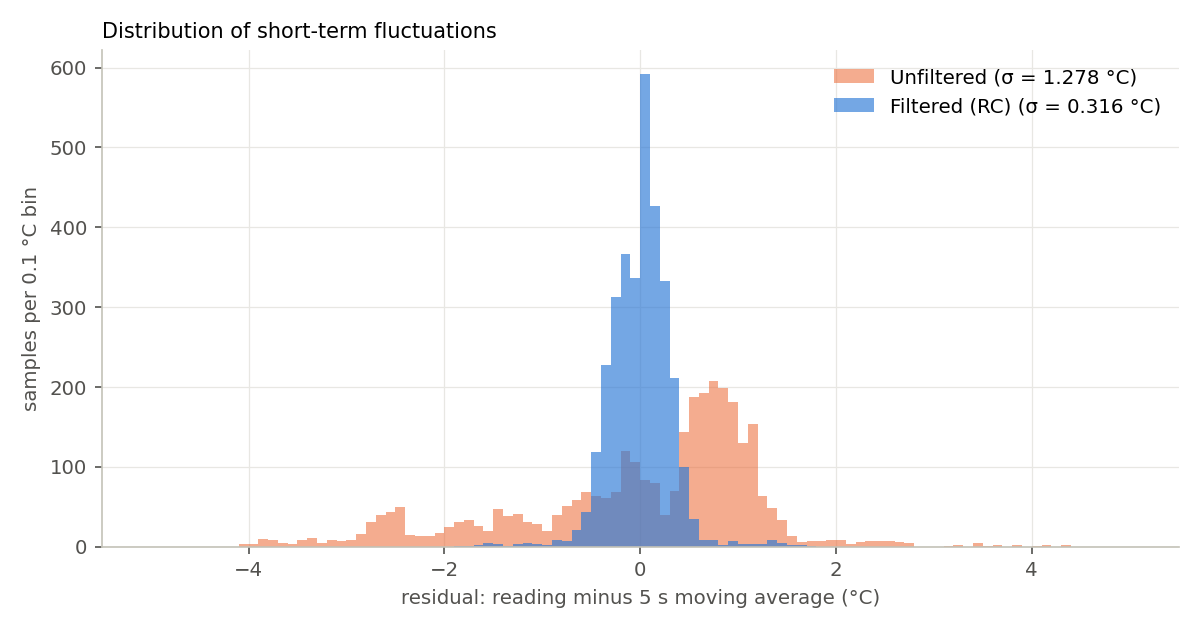 Distribution of short-term fluctuations
Unfiltered (σ = 1.278 °C)
Filtered (RC) (σ = 0.316 °C)
samples per 0.1 °C bin
600
500
400
300
200
100
0
−4
−2
0
2
4
residual: reading minus 5 s moving average (°C)